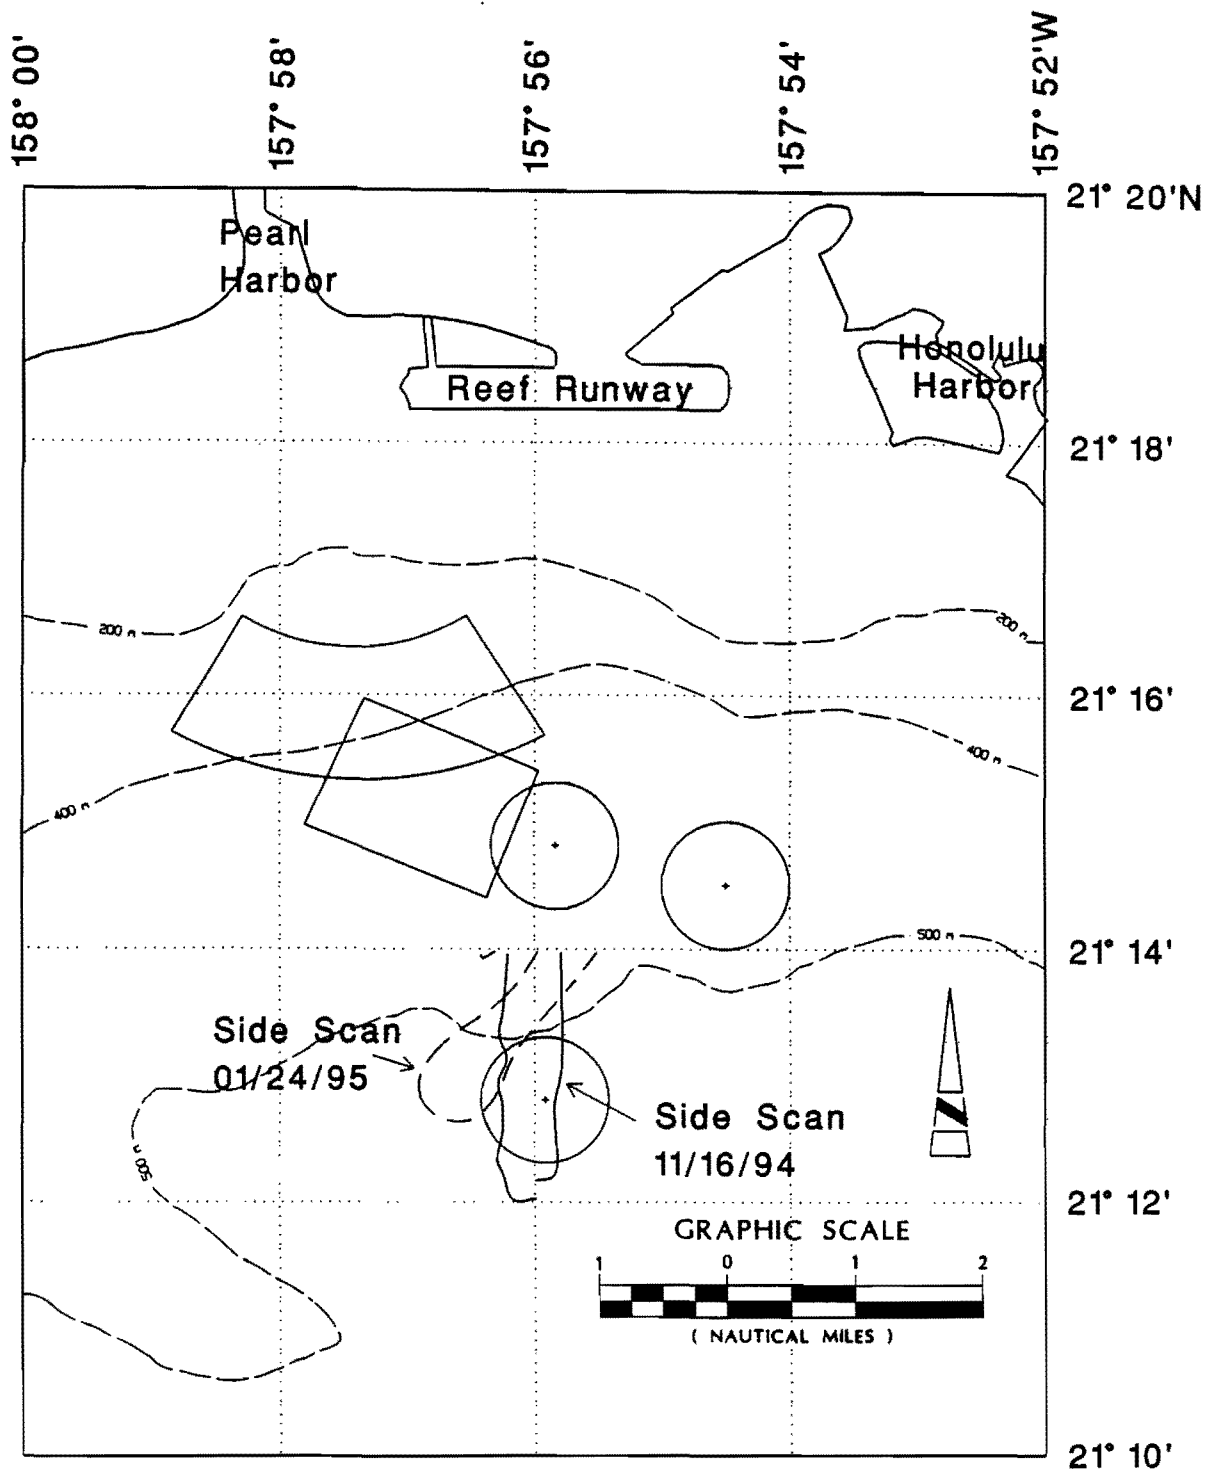 158° 00'
157° 58'
157° 56'
157° 54'
157° 52'W
21° 20'N
Pearl
Harbor
Honolulu
Harbor
Reef Runway
21° 18'
200 m
200 m
21° 16'
400 m
400 m
500 m
21° 14'
Side Scan
01/24/95
Side Scan
11/16/94
500 m
21° 12'
GRAPHIC SCALE
1 0 1 2
( NAUTICAL MILES )
21° 10'